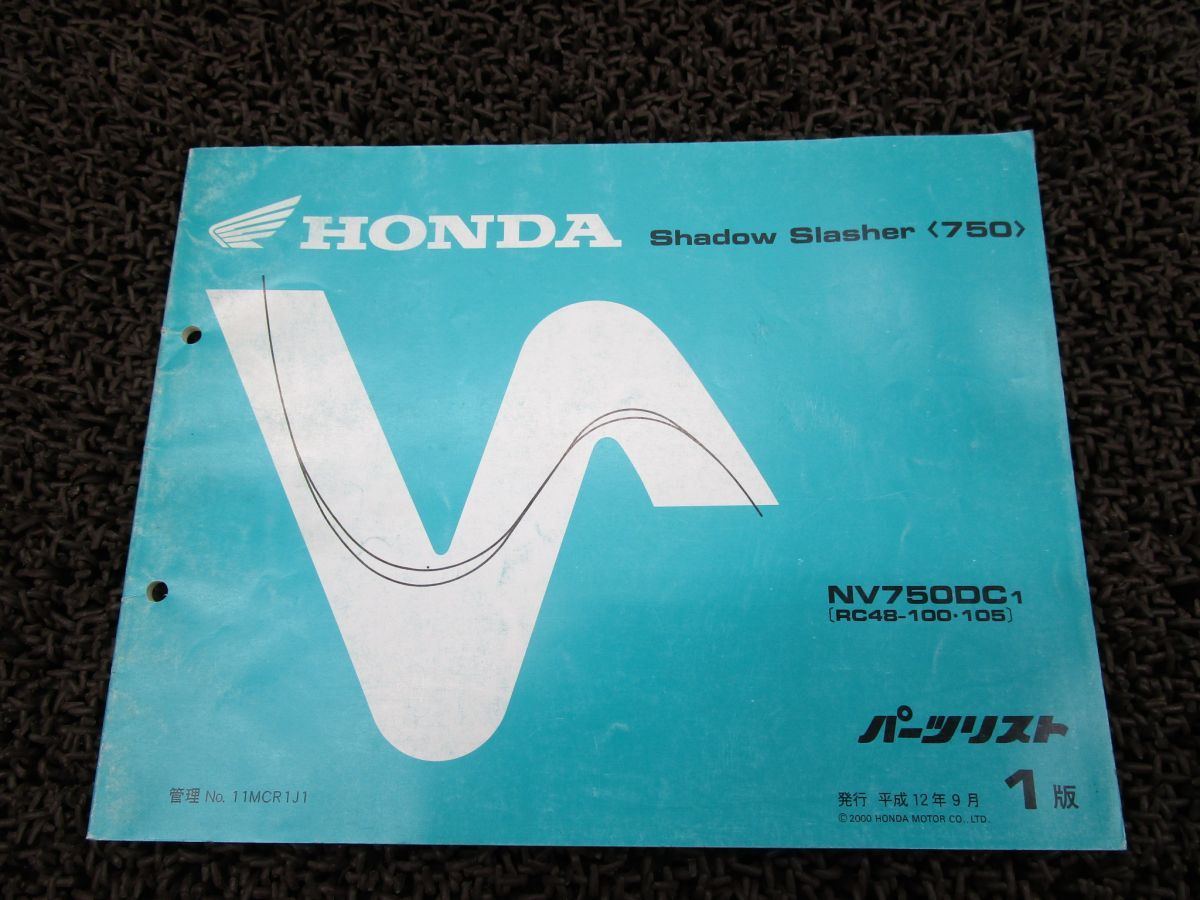 HONDA Shadow Slasher〈750〉
NV750DC1
〔RC48-100・105〕
パーツリスト
管理 No. 11MCR1J1
発行 平成12年9月 1版
© 2000 HONDA MOTOR CO., LTD.